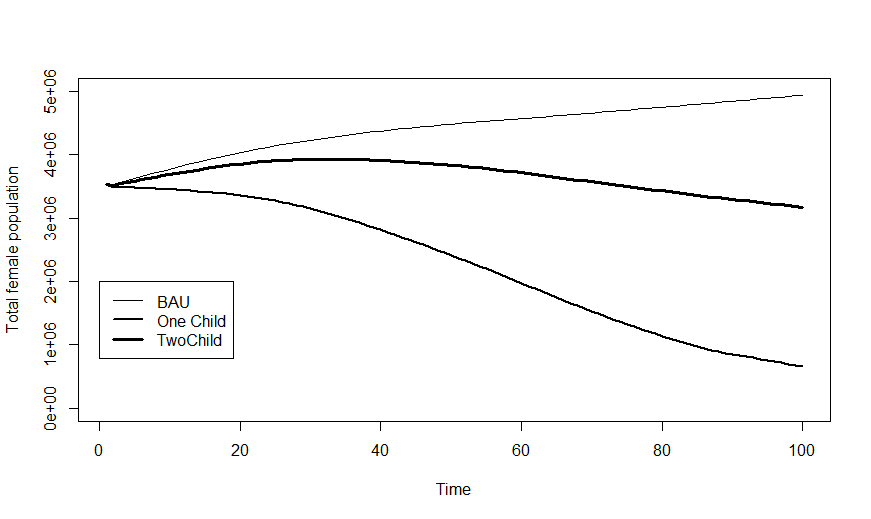 Total female population
5e+06
4e+06
3e+06
2e+06
1e+06
0e+00
BAU
One Child
TwoChild
0 20 40 60 80 100
Time